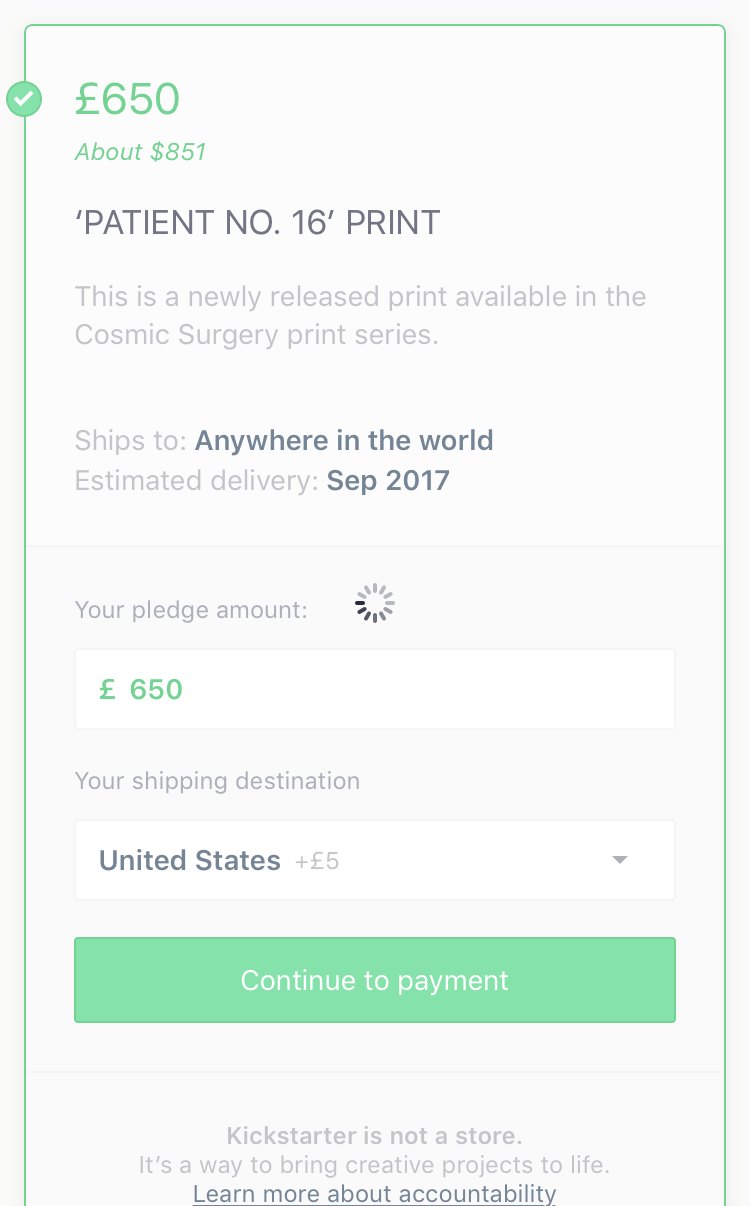 £650
About $851
‘PATIENT NO. 16’ PRINT
This is a newly released print available in the
Cosmic Surgery print series.
Ships to: Anywhere in the world
Estimated delivery: Sep 2017
Your pledge amount:
£ 650
Your shipping destination
United States +£5
Continue to payment
Kickstarter is not a store.
It’s a way to bring creative projects to life.
Learn more about accountability